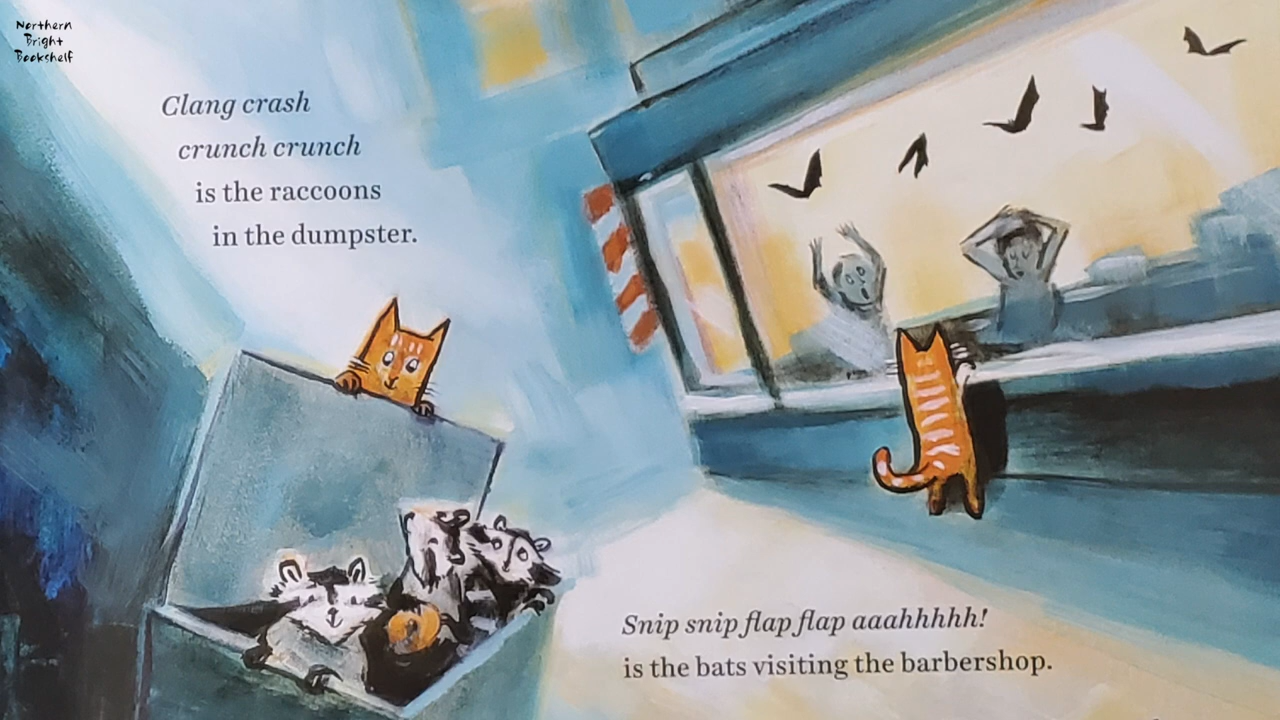 Northern
Bright
Bookshelf
Clang crash
crunch crunch
is the raccoons
in the dumpster.
Snip snip flap flap aaahhhhh!
is the bats visiting the barbershop.